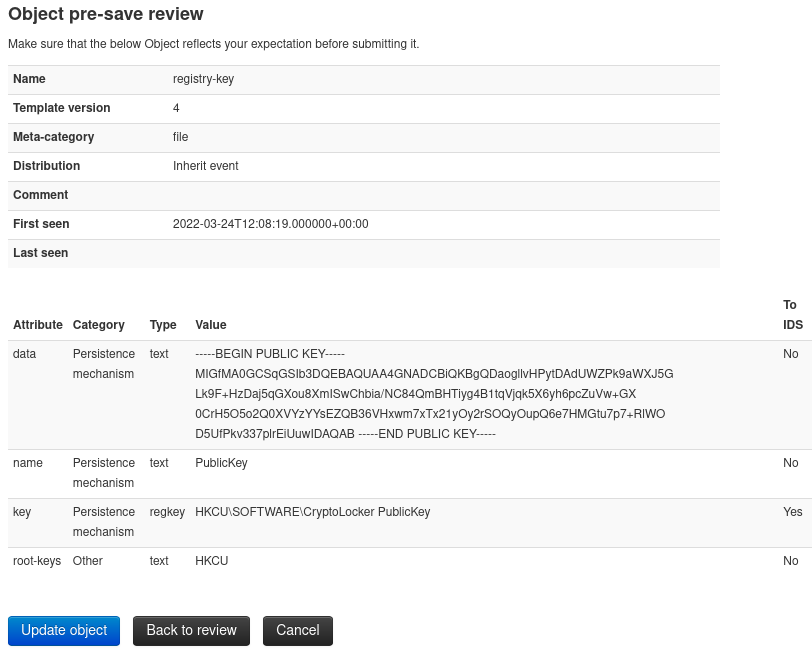 Object pre-save review
Make sure that the below Object reflects your expectation before submitting it.
Name registry-key
Template version 4
Meta-category file
Distribution Inherit event
Comment
First seen 2022-03-24T12:08:19.000000+00:00
Last seen
Attribute Category Type Value To IDS
data Persistence mechanism text -----BEGIN PUBLIC KEY-----
MIGfMA0GCSqGSIb3DQEBAQUAA4GNADCBiQKBgQDaogllvHPytDAdUWZPk9aWXJ5G
Lk9F+HzDaj5qGXou8XmISwChbia/NC84QmBHTiyg4B1tqVjqk5X6yh6pcZuVw+GX
0CrH5O5o2Q0XVYzYYsEZQB36VHxwm7xTx21yOy2rSOQyOupQ6e7HMGtu7p7+RlWO
D5UfPkv337plrEiUuwIDAQAB -----END PUBLIC KEY----- No
name Persistence mechanism text PublicKey No
key Persistence mechanism regkey HKCU\SOFTWARE\CryptoLocker PublicKey Yes
root-keys Other text HKCU No
Update object Back to review Cancel